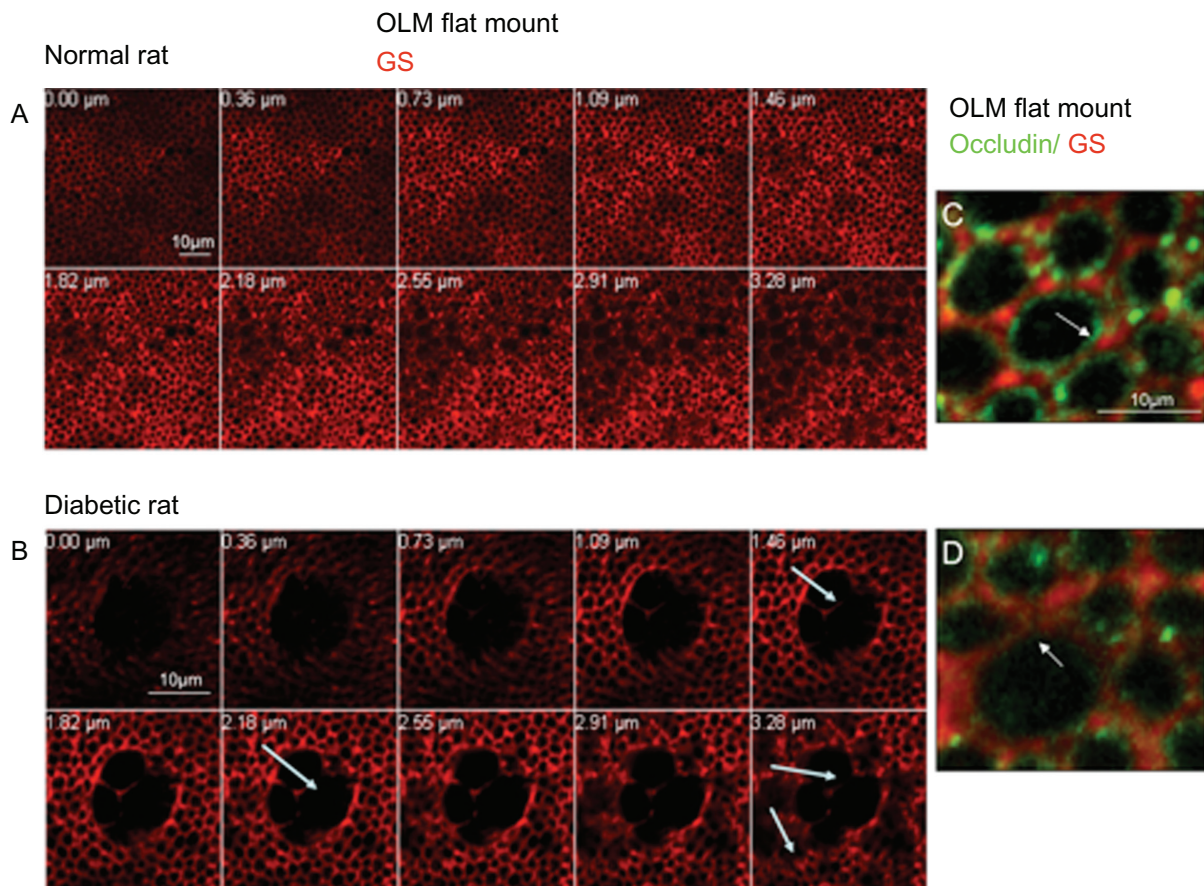 OLM flat mount
Normal rat
GS
A
0.00 µm
0.36 µm
0.73 µm
1.09 µm
1.46 µm
10µm
1.82 µm
2.18 µm
2.55 µm
2.91 µm
3.28 µm
OLM flat mount
Occludin/ GS
C
10µm
Diabetic rat
B
0.00 µm
0.36 µm
0.73 µm
1.09 µm
1.46 µm
10µm
1.82 µm
2.18 µm
2.55 µm
2.91 µm
3.28 µm
D